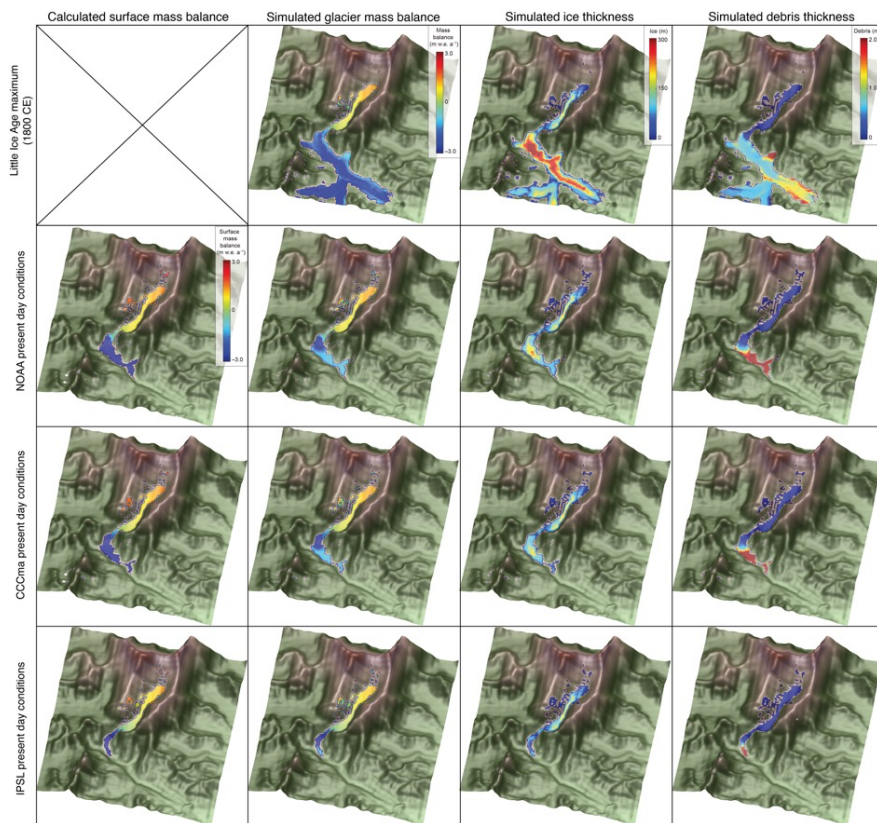 Calculated surface mass balance
Simulated glacier mass balance
Simulated ice thickness
Simulated debris thickness
Little Ice Age maximum
(1800 CE)
Mass
balance
(m w.e. a⁻¹)
3.0
0
−3.0
Ice (m)
300
150
0
Debris (m
2.0
1.0
0
NOAA present day conditions
Surface
mass
balance
(m w.e. a⁻¹)
3.0
0
−3.0
CCCma present day conditions
IPSL present day conditions